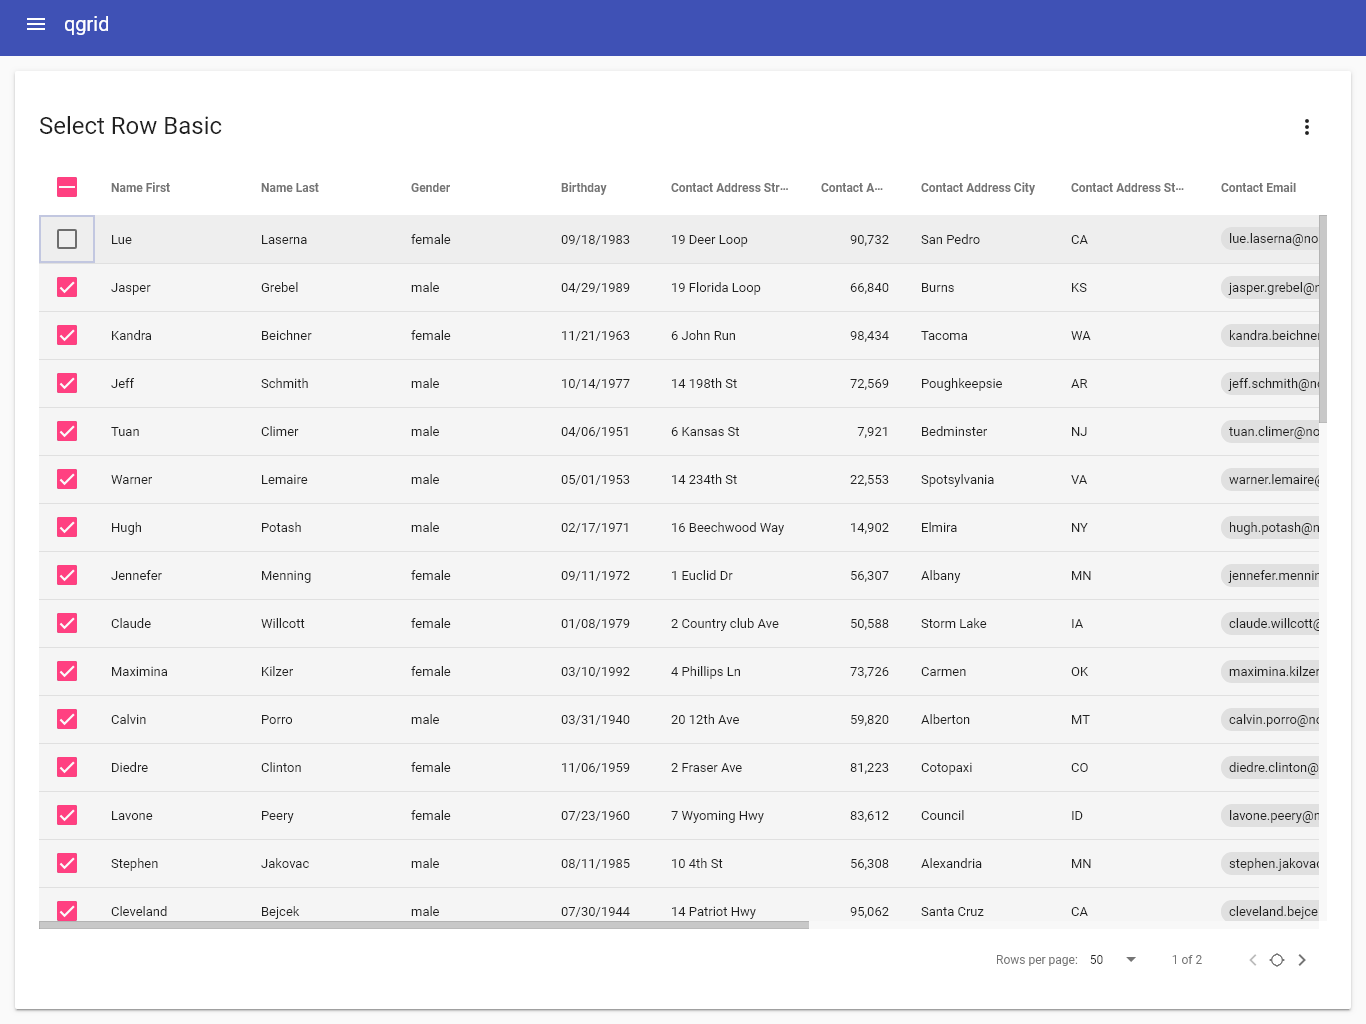 qgrid
Select Row Basic
Name First Name Last Gender Birthday Contact Address Str... Contact A... Contact Address City Contact Address St... Contact Email
Lue Laserna female 09/18/1983 19 Deer Loop 90,732 San Pedro CA lue.laserna@no
Jasper Grebel male 04/29/1989 19 Florida Loop 66,840 Burns KS jasper.grebel@n
Kandra Beichner female 11/21/1963 6 John Run 98,434 Tacoma WA kandra.beichner
Jeff Schmith male 10/14/1977 14 198th St 72,569 Poughkeepsie AR jeff.schmith@no
Tuan Climer male 04/06/1951 6 Kansas St 7,921 Bedminster NJ tuan.climer@no
Warner Lemaire male 05/01/1953 14 234th St 22,553 Spotsylvania VA warner.lemaire@
Hugh Potash male 02/17/1971 16 Beechwood Way 14,902 Elmira NY hugh.potash@n
Jennefer Menning female 09/11/1972 1 Euclid Dr 56,307 Albany MN jennefer.mennin
Claude Willcott female 01/08/1979 2 Country club Ave 50,588 Storm Lake IA claude.willcott@
Maximina Kilzer female 03/10/1992 4 Phillips Ln 73,726 Carmen OK maximina.kilzer
Calvin Porro male 03/31/1940 20 12th Ave 59,820 Alberton MT calvin.porro@no
Diedre Clinton female 11/06/1959 2 Fraser Ave 81,223 Cotopaxi CO diedre.clinton@
Lavone Peery female 07/23/1960 7 Wyoming Hwy 83,612 Council ID lavone.peery@n
Stephen Jakovac male 08/11/1985 10 4th St 56,308 Alexandria MN stephen.jakovac
Cleveland Bejcek male 07/30/1944 14 Patriot Hwy 95,062 Santa Cruz CA cleveland.bejce
Rows per page: 50 1 of 2